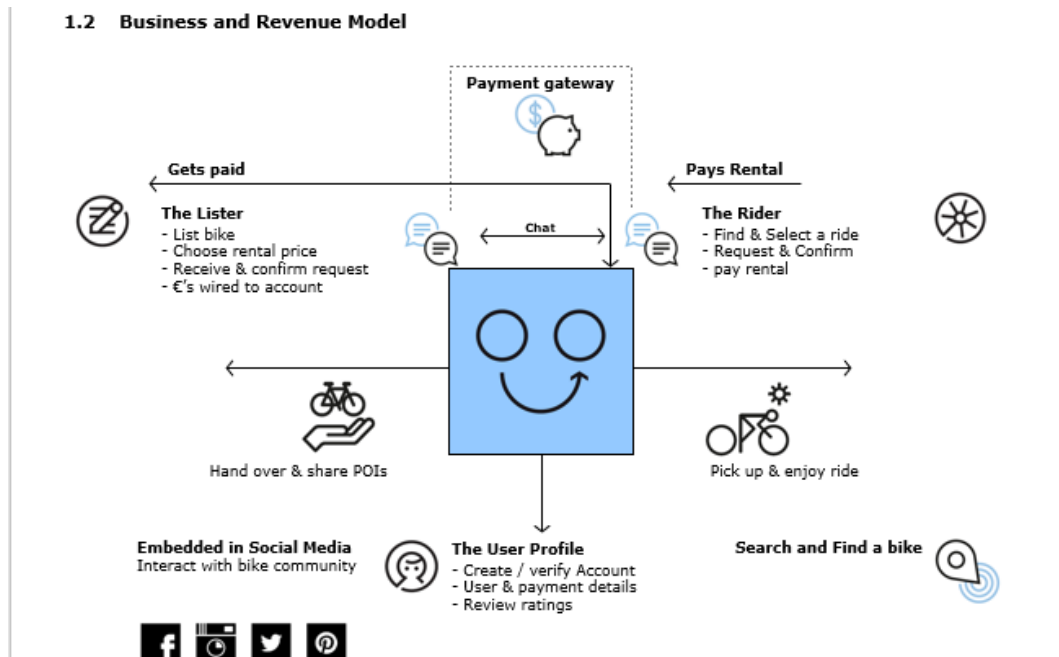 1.2 Business and Revenue Model
Payment gateway
$
Gets paid
Pays Rental
The Lister
- List bike
- Choose rental price
- Receive & confirm request
- €'s wired to account
Chat
The Rider
- Find & Select a ride
- Request & Confirm
- pay rental
Hand over & share POIs
Pick up & enjoy ride
Embedded in Social Media
Interact with bike community
The User Profile
- Create / verify Account
- User & payment details
- Review ratings
Search and Find a bike